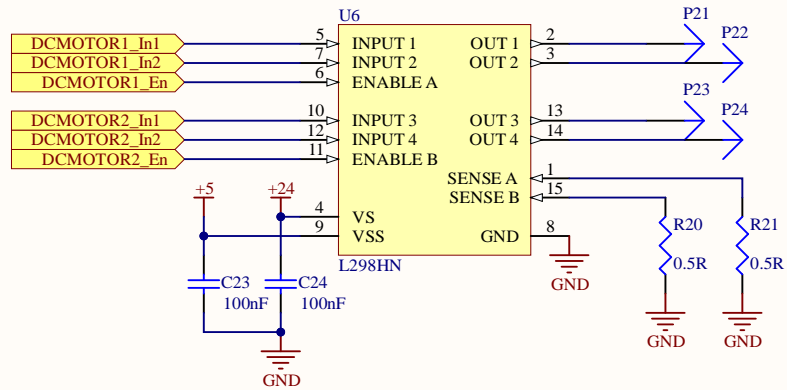 U6
P21
P22
DCMOTOR1_In1 5 INPUT 1 OUT 1 2
DCMOTOR1_In2 7 INPUT 2 OUT 2 3
DCMOTOR1_En 6 ENABLE A
P23
P24
DCMOTOR2_In1 10 INPUT 3 OUT 3 13
DCMOTOR2_In2 12 INPUT 4 OUT 4 14
DCMOTOR2_En 11 ENABLE B
SENSE A 1
SENSE B 15
+5 +24
4 VS
9 VSS GND 8
R20 R21
0.5R 0.5R
L298HN
C23 C24
100nF 100nF
GND
GND GND
GND